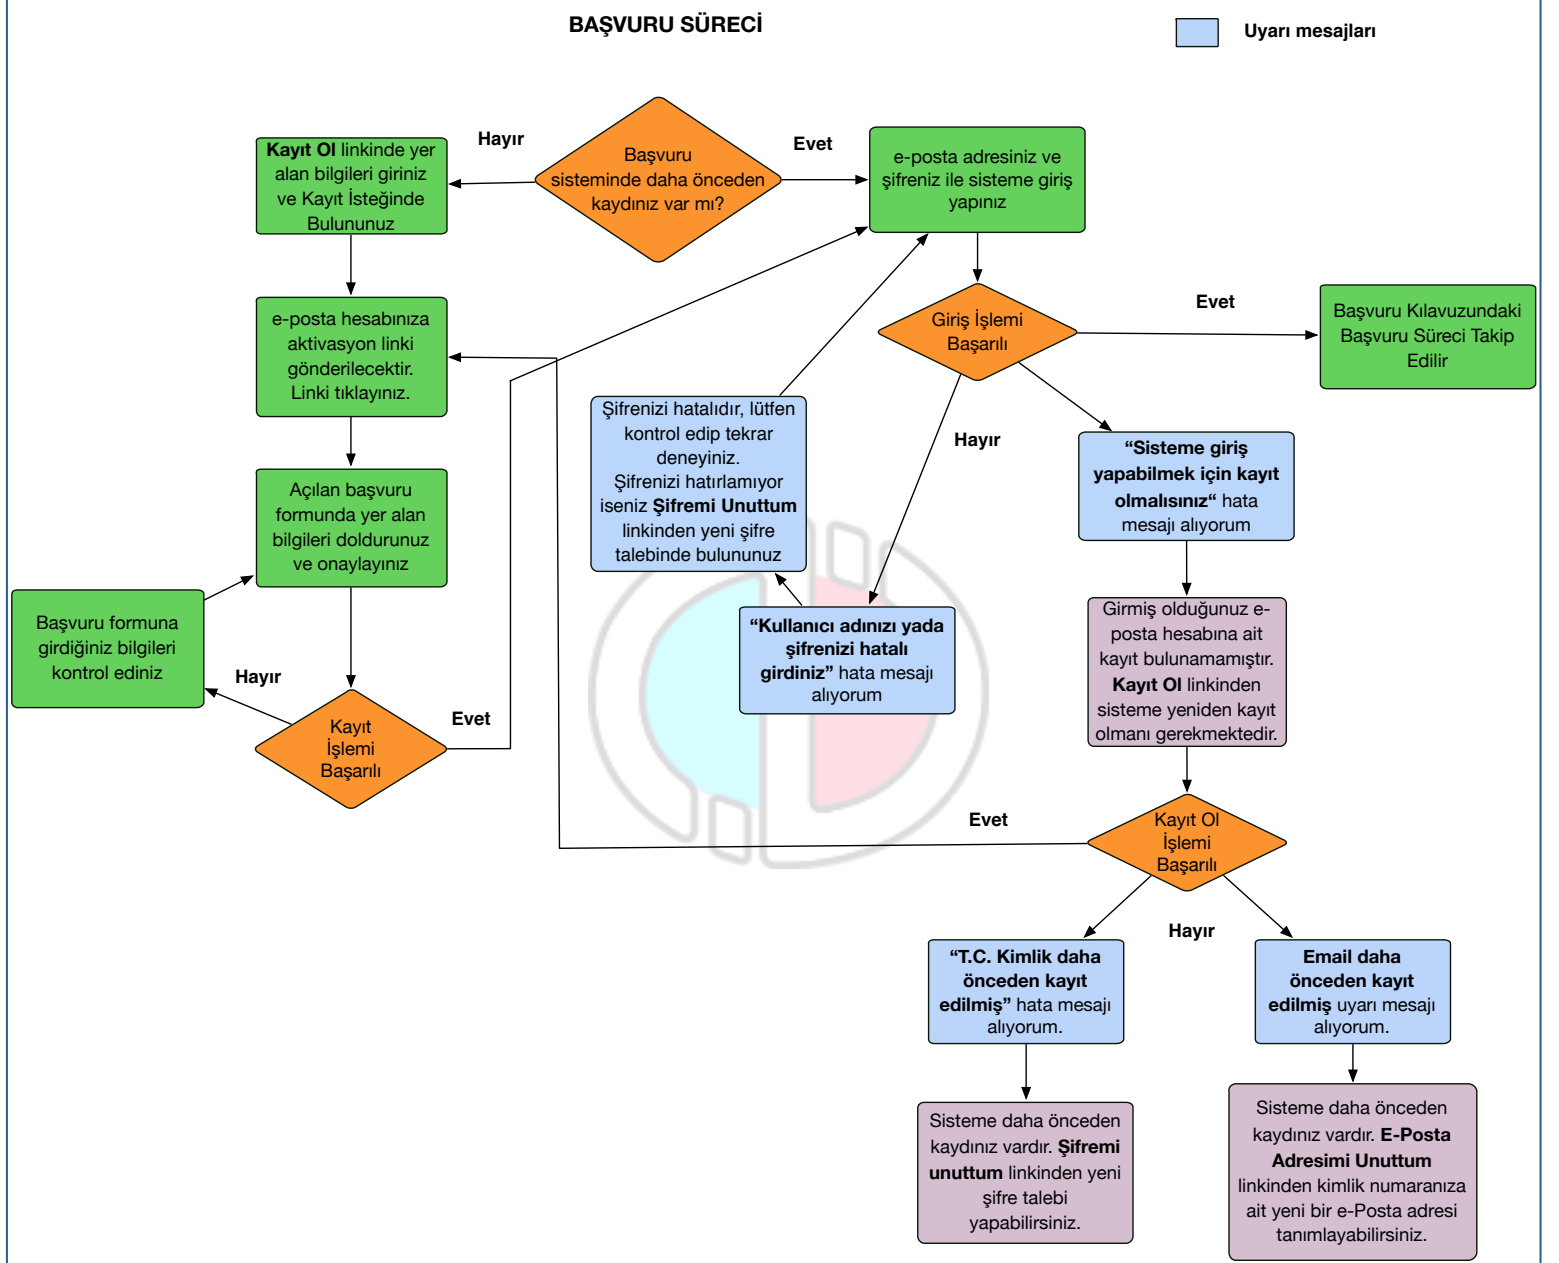 BAŞVURU SÜRECİ
Uyarı mesajları
Başvuru
sisteminde daha önceden
kaydınız var mı?
Hayır
Evet
Kayıt Ol linkinde yer
alan bilgileri giriniz
ve Kayıt İsteğinde
Bulununuz
e-posta hesabınıza
aktivasyon linki
gönderilecektir.
Linki tıklayınız.
Açılan başvuru
formunda yer alan
bilgileri doldurunuz
ve onaylayınız
Başvuru formuna
girdiğiniz bilgileri
kontrol ediniz
Hayır
Kayıt
İşlemi
Başarılı
Evet
e-posta adresiniz ve
şifreniz ile sisteme giriş
yapınız
Giriş İşlemi
Başarılı
Evet
Başvuru Kılavuzundaki
Başvuru Süreci Takip
Edilir
Hayır
Şifrenizi hatalıdır, lütfen
kontrol edip tekrar
deneyiniz.
Şifrenizi hatırlamıyor
iseniz Şifremi Unuttum
linkinden yeni şifre
talebinde bulununuz
“Kullanıcı adınızı yada
şifrenizi hatalı
girdiniz” hata mesajı
alıyorum
“Sisteme giriş
yapabilmek için kayıt
olmalısınız“ hata
mesajı alıyorum
Girmiş olduğunuz e-
posta hesabına ait
kayıt bulunamamıştır.
Kayıt Ol linkinden
sisteme yeniden kayıt
olmanı gerekmektedir.
Kayıt Ol
İşlemi
Başarılı
Evet
Hayır
“T.C. Kimlik daha
önceden kayıt
edilmiş” hata mesajı
alıyorum.
Email daha
önceden kayıt
edilmiş uyarı mesajı
alıyorum.
Sisteme daha önceden
kaydınız vardır. Şifremi
unuttum linkinden yeni
şifre talebi
yapabilirsiniz.
Sisteme daha önceden
kaydınız vardır. E-Posta
Adresimi Unuttum
linkinden kimlik numaranıza
ait yeni bir e-Posta adresi
tanımlayabilirsiniz.